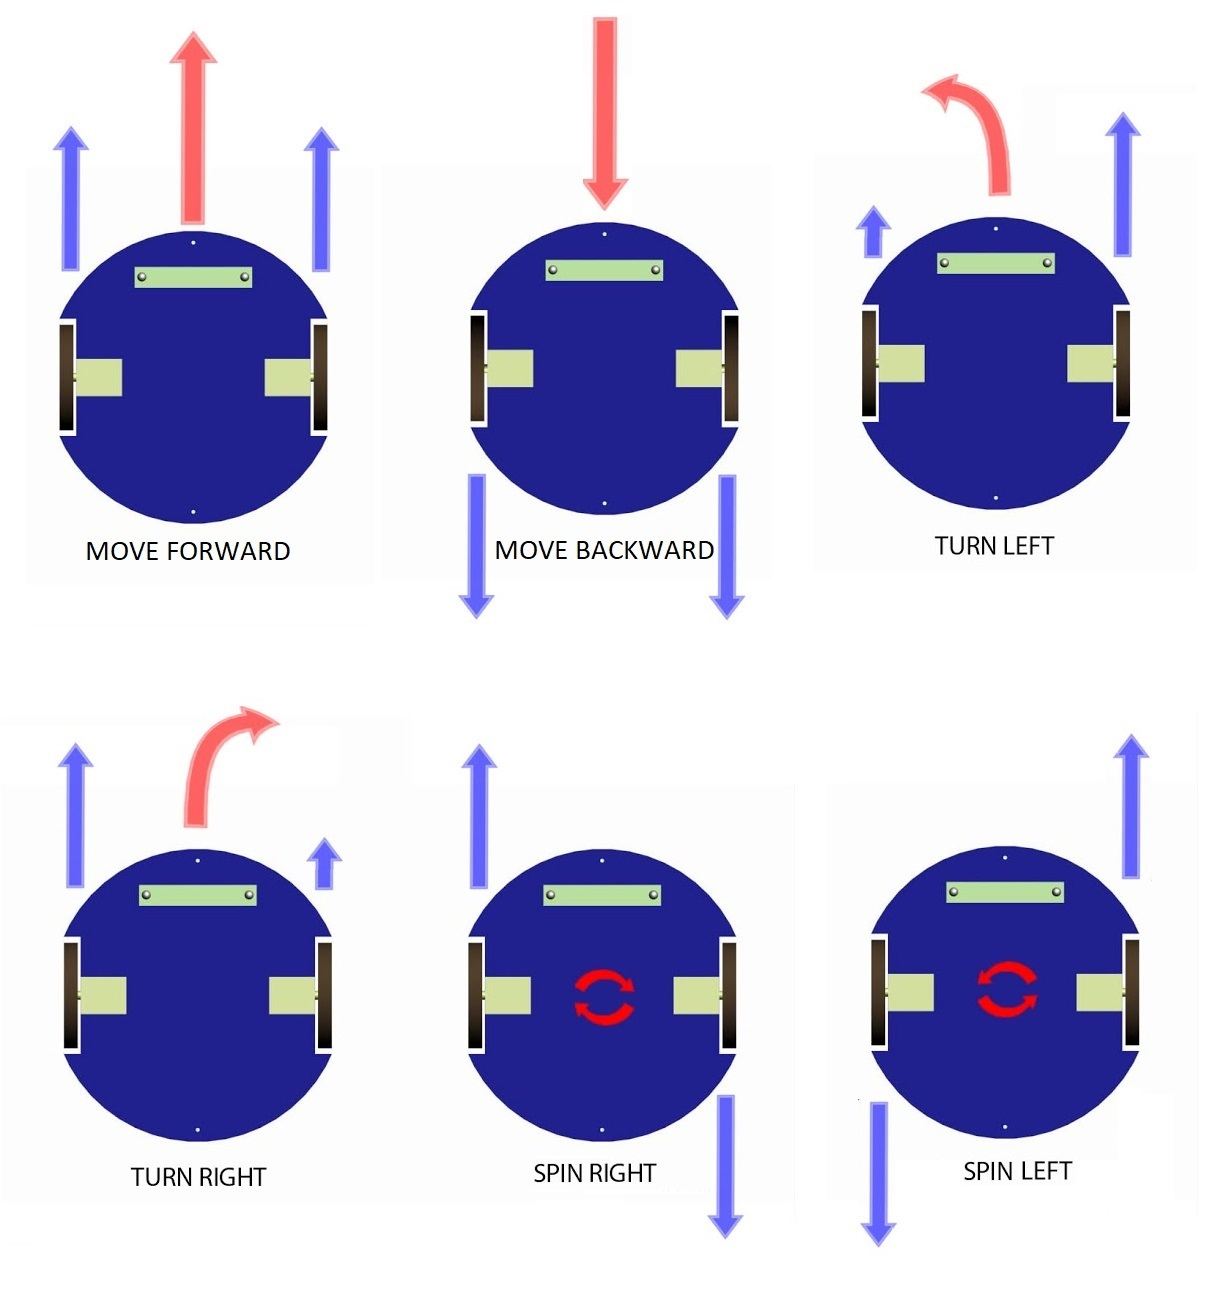 MOVE FORWARD
MOVE BACKWARD
TURN LEFT
TURN RIGHT
SPIN RIGHT
SPIN LEFT